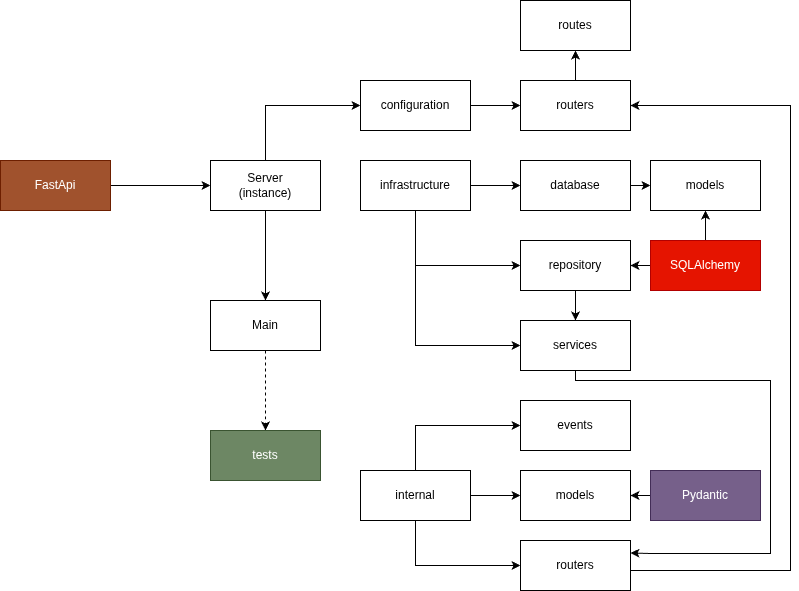 routes
configuration
routers
FastApi
Server
(instance)
infrastructure
database
models
repository
SQLAlchemy
Main
services
events
tests
internal
models
Pydantic
routers